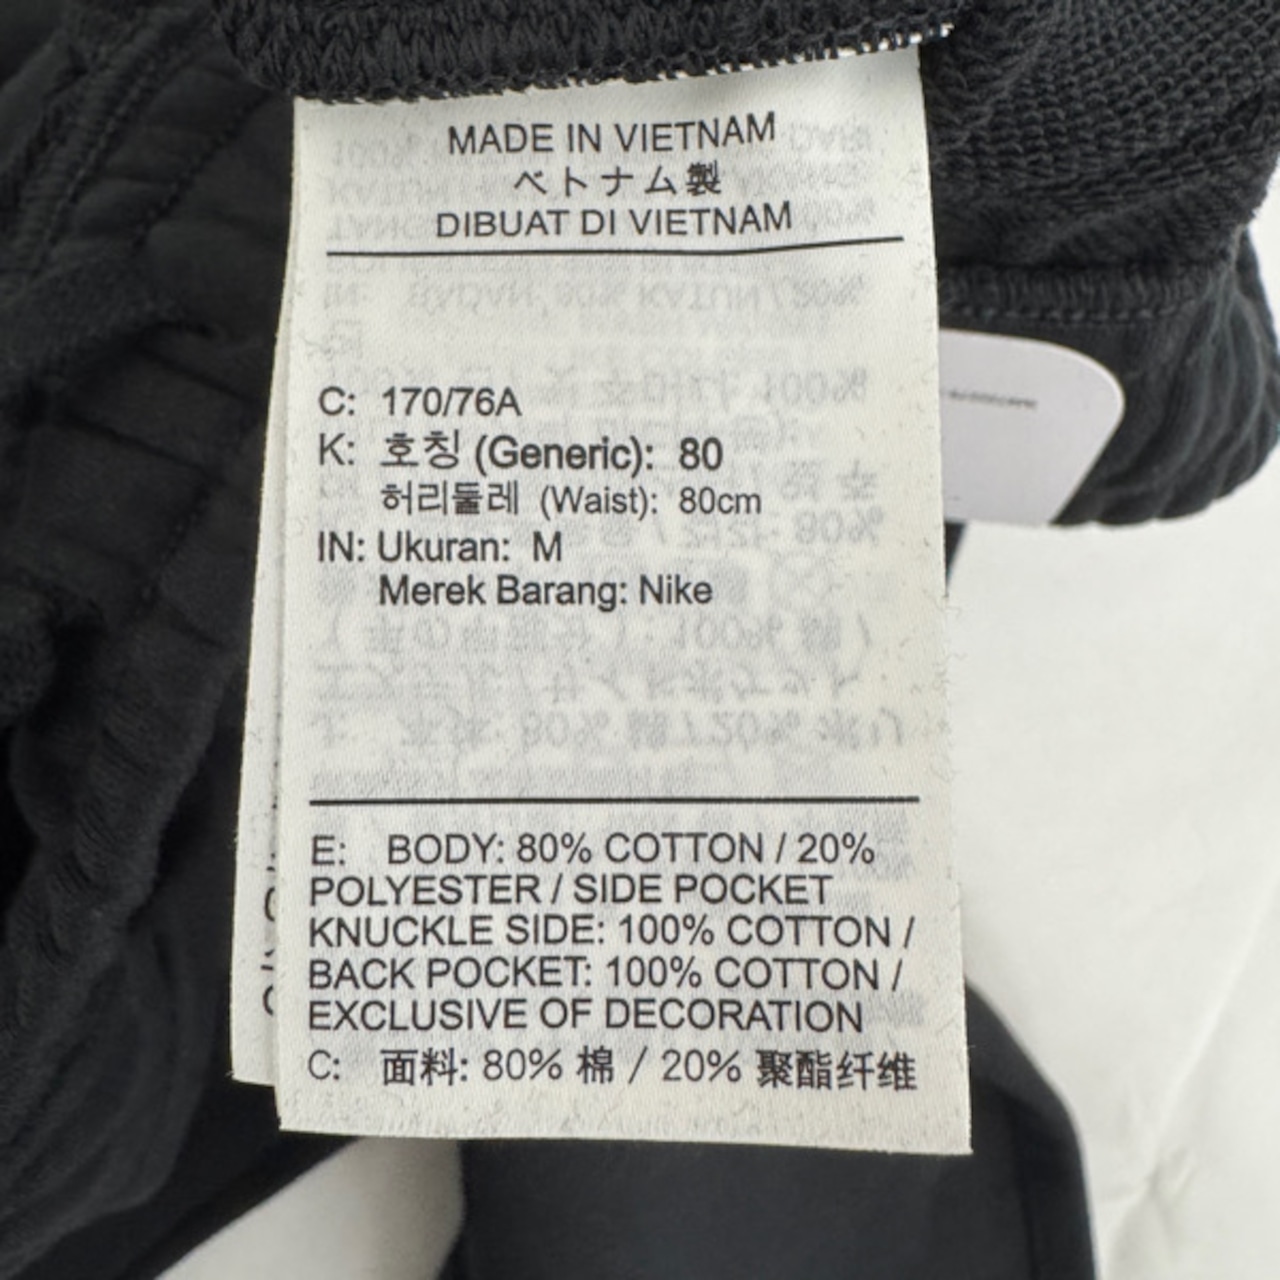 MADE IN VIETNAM
ベトナム製
DIBUAT DI VIETNAM
C: 170/76A
K: 호칭 (Generic): 80
허리둘레 (Waist): 80cm
IN: Ukuran: M
Merek Barang: Nike
E: BODY: 80% COTTON / 20%
POLYESTER / SIDE POCKET
KNUCKLE SIDE: 100% COTTON /
BACK POCKET: 100% COTTON /
EXCLUSIVE OF DECORATION
C: 面料: 80% 棉 / 20% 聚酯纤维